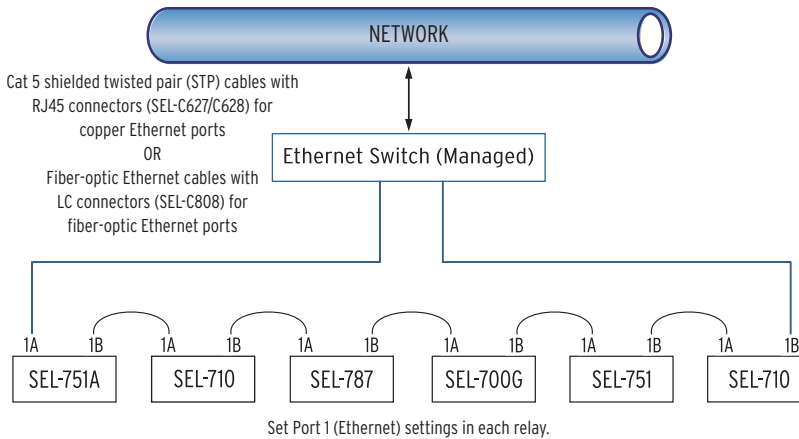 NETWORK
Cat 5 shielded twisted pair (STP) cables with
RJ45 connectors (SEL-C627/C628) for
copper Ethernet ports
OR
Fiber-optic Ethernet cables with
LC connectors (SEL-C808) for
fiber-optic Ethernet ports
Ethernet Switch (Managed)
1A 1B 1A 1B 1A 1B 1A 1B 1A 1B 1A 1B
SEL-751A SEL-710 SEL-787 SEL-700G SEL-751 SEL-710
Set Port 1 (Ethernet) settings in each relay.